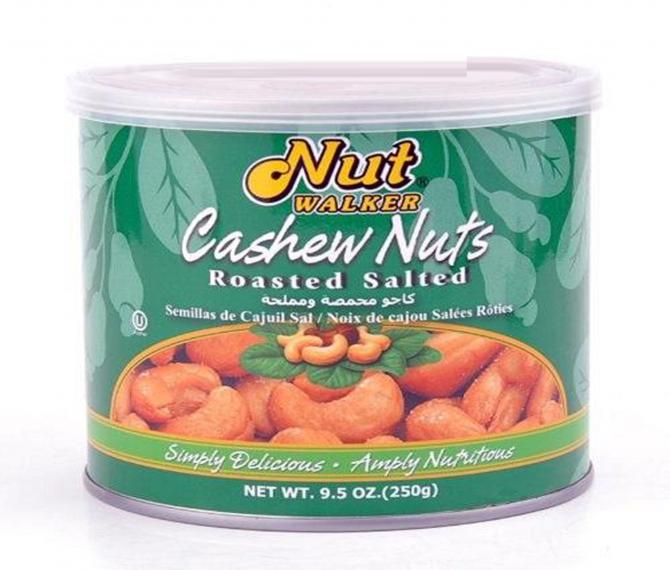 Nut
WALKER®
Cashew Nuts
Roasted Salted
كاجو محمصة ومملحة
Semillas de Cajuil Sal / Noix de cajou Salées Rôties
U
Simply Delicious • Amply Nutritious
NET WT. 9.5 OZ.(250g)